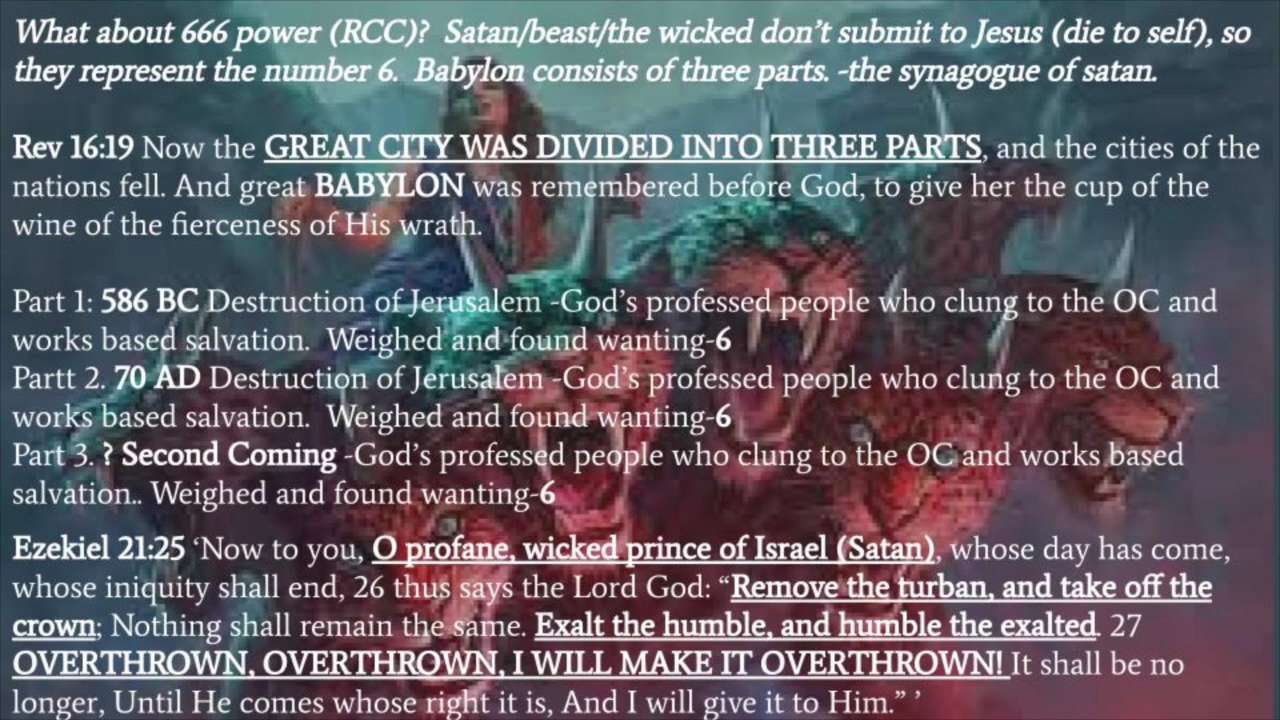 What about 666 power (RCC)?  Satan/beast/the wicked don't submit to Jesus (die to self), so
they represent the number 6.  Babylon consists of three parts. -the synagogue of satan.
Rev 16:19 Now the GREAT CITY WAS DIVIDED INTO THREE PARTS, and the cities of the
nations fell. And great BABYLON was remembered before God, to give her the cup of the
wine of the fierceness of His wrath.
Part 1: 586 BC Destruction of Jerusalem -God's professed people who clung to the OC and
works based salvation.  Weighed and found wanting-6
Partt 2. 70 AD Destruction of Jerusalem -God's professed people who clung to the OC and
works based salvation.  Weighed and found wanting-6
Part 3. ? Second Coming -God's professed people who clung to the OC and works based
salvation.. Weighed and found wanting-6
Ezekiel 21:25 ‘Now to you, O profane, wicked prince of Israel (Satan), whose day has come,
whose iniquity shall end, 26 thus says the Lord God: “Remove the turban, and take off the
crown; Nothing shall remain the same. Exalt the humble, and humble the exalted. 27
OVERTHROWN, OVERTHROWN, I WILL MAKE IT OVERTHROWN! It shall be no
longer, Until He comes whose right it is, And I will give it to Him.” ’